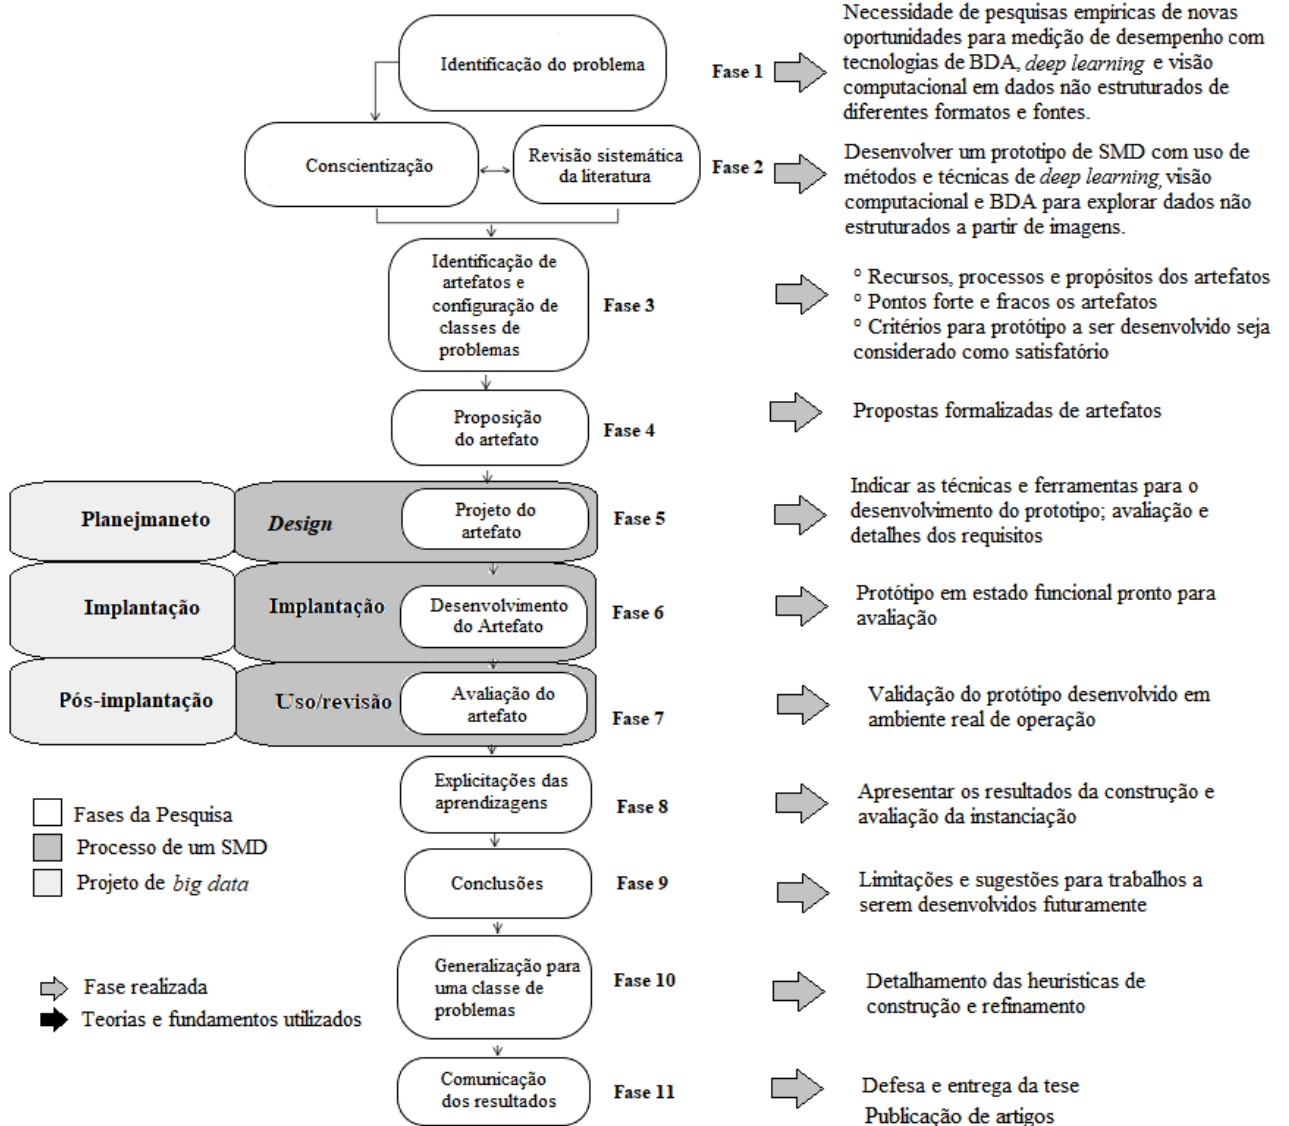 Identificação do problema
Fase 1
Necessidade de pesquisas empíricas de novas
oportunidades para medição de desempenho com
tecnologias de BDA, deep learning e visão
computacional em dados não estruturados de
diferentes formatos e fontes.
Conscientização
Revisão sistemática
da literatura
Fase 2
Desenvolver um prototipo de SMD com uso de
métodos e técnicas de deep learning, visão
computacional e BDA para explorar dados não
estruturados a partir de imagens.
Identificação de
artefatos e
configuração de
classes de
problemas
Fase 3
° Recursos, processos e propósitos dos artefatos
° Pontos forte e fracos os artefatos
° Critérios para protótipo a ser desenvolvido seja
considerado como satisfatório
Proposição
do artefato
Fase 4
Propostas formalizadas de artefatos
Planejmaneto
Design
Projeto do
artefato
Fase 5
Indicar as técnicas e ferramentas para o
desenvolvimento do prototipo; avaliação e
detalhes dos requisitos
Implantação
Implantação
Desenvolvimento
do Artefato
Fase 6
Protótipo em estado funcional pronto para
avaliação
Pós-implantação
Uso/revisão
Avaliação do
artefato
Fase 7
Validação do protótipo desenvolvido em
ambiente real de operação
Explicitações das
aprendizagens
Fase 8
Apresentar os resultados da construção e
avaliação da instanciação
Fases da Pesquisa
Processo de um SMD
Projeto de big data
Conclusões
Fase 9
Limitações e sugestões para trabalhos a
serem desenvolvidos futuramente
Generalização para
uma classe de
problemas
Fase 10
Detalhamento das heurísticas de
construção e refinamento
Fase realizada
Teorias e fundamentos utilizados
Comunicação
dos resultados
Fase 11
Defesa e entrega da tese
Publicação de artigos